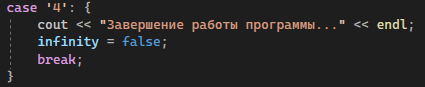 case '4': {
cout << "Завершение работы программы..." << endl;
infinity = false;
break;
}